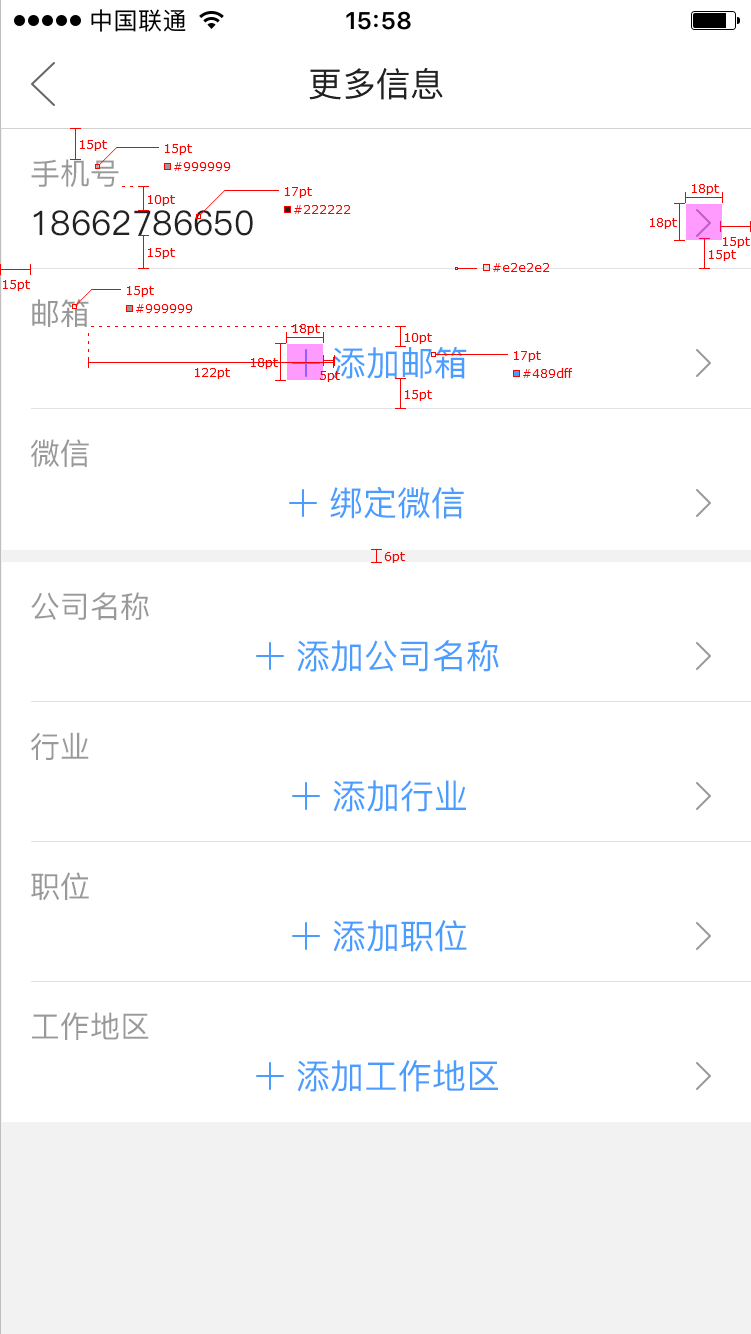 中国联通 15:58
更多信息
15pt
15pt
#999999
手机号
10pt
17pt
#222222
18pt
18pt
18662786650
15pt
15pt
15pt
#e2e2e2
15pt
15pt
#999999
邮箱
18pt
10pt
18pt
添加邮箱
17pt
122pt
5pt
#489dff
15pt
微信
绑定微信
6pt
公司名称
添加公司名称
行业
添加行业
职位
添加职位
工作地区
添加工作地区